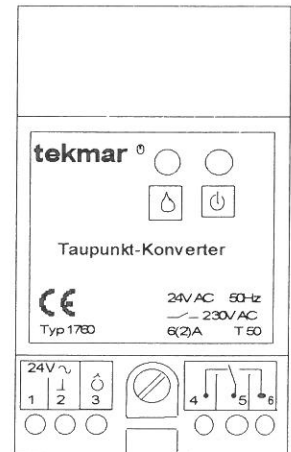 tekmar
Taupunkt-Konverter
CE
24V AC 50Hz
230V AC
Typ 1760
6(2)A T50
24V
1 2 3
4 5 6